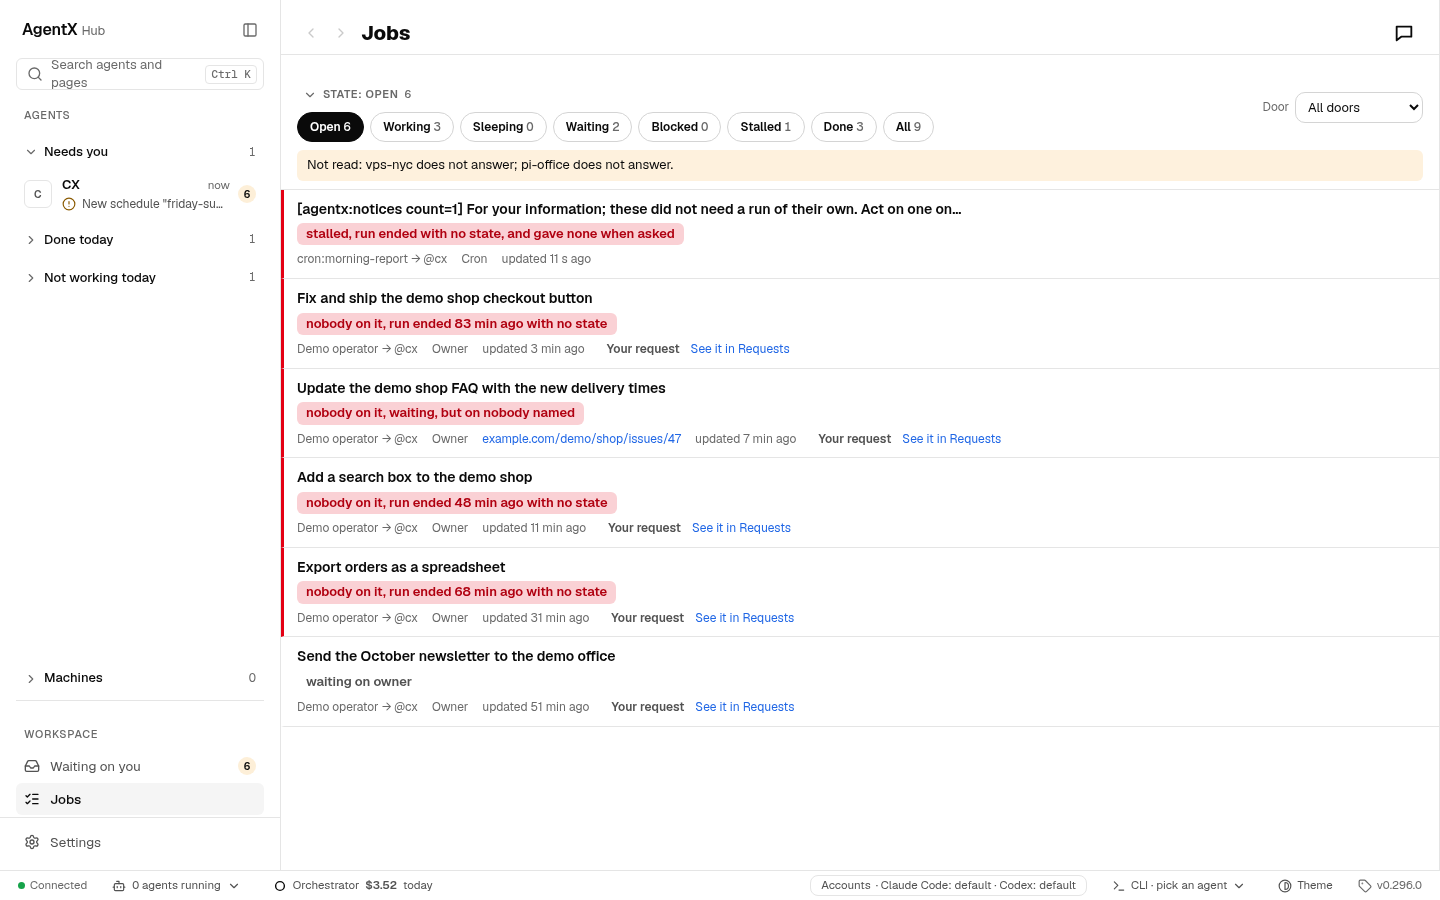 AgentX Hub
Search agents and pages
Ctrl K
AGENTS
Needs you 1
C
CX now
New schedule "friday-su... 6
Done today 1
Not working today 1
Machines 0
WORKSPACE
Waiting on you 6
Jobs
Settings
Jobs
STATE: OPEN 6
Open 6
Working 3
Sleeping 0
Waiting 2
Blocked 0
Stalled 1
Done 3
All 9
Door All doors
Not read: vps-nyc does not answer; pi-office does not answer.
[agentx:notices count=1] For your information; these did not need a run of their own. Act on one on...
stalled, run ended with no state, and gave none when asked
cron:morning-report → @cx Cron updated 11 s ago
Fix and ship the demo shop checkout button
nobody on it, run ended 83 min ago with no state
Demo operator → @cx Owner updated 3 min ago Your request See it in Requests
Update the demo shop FAQ with the new delivery times
nobody on it, waiting, but on nobody named
Demo operator → @cx Owner example.com/demo/shop/issues/47 updated 7 min ago Your request See it in Requests
Add a search box to the demo shop
nobody on it, run ended 48 min ago with no state
Demo operator → @cx Owner updated 11 min ago Your request See it in Requests
Export orders as a spreadsheet
nobody on it, run ended 68 min ago with no state
Demo operator → @cx Owner updated 31 min ago Your request See it in Requests
Send the October newsletter to the demo office
waiting on owner
Demo operator → @cx Owner updated 51 min ago Your request See it in Requests
Connected
0 agents running
Orchestrator $3.52 today
Accounts · Claude Code: default · Codex: default
CLI · pick an agent
Theme
v0.296.0